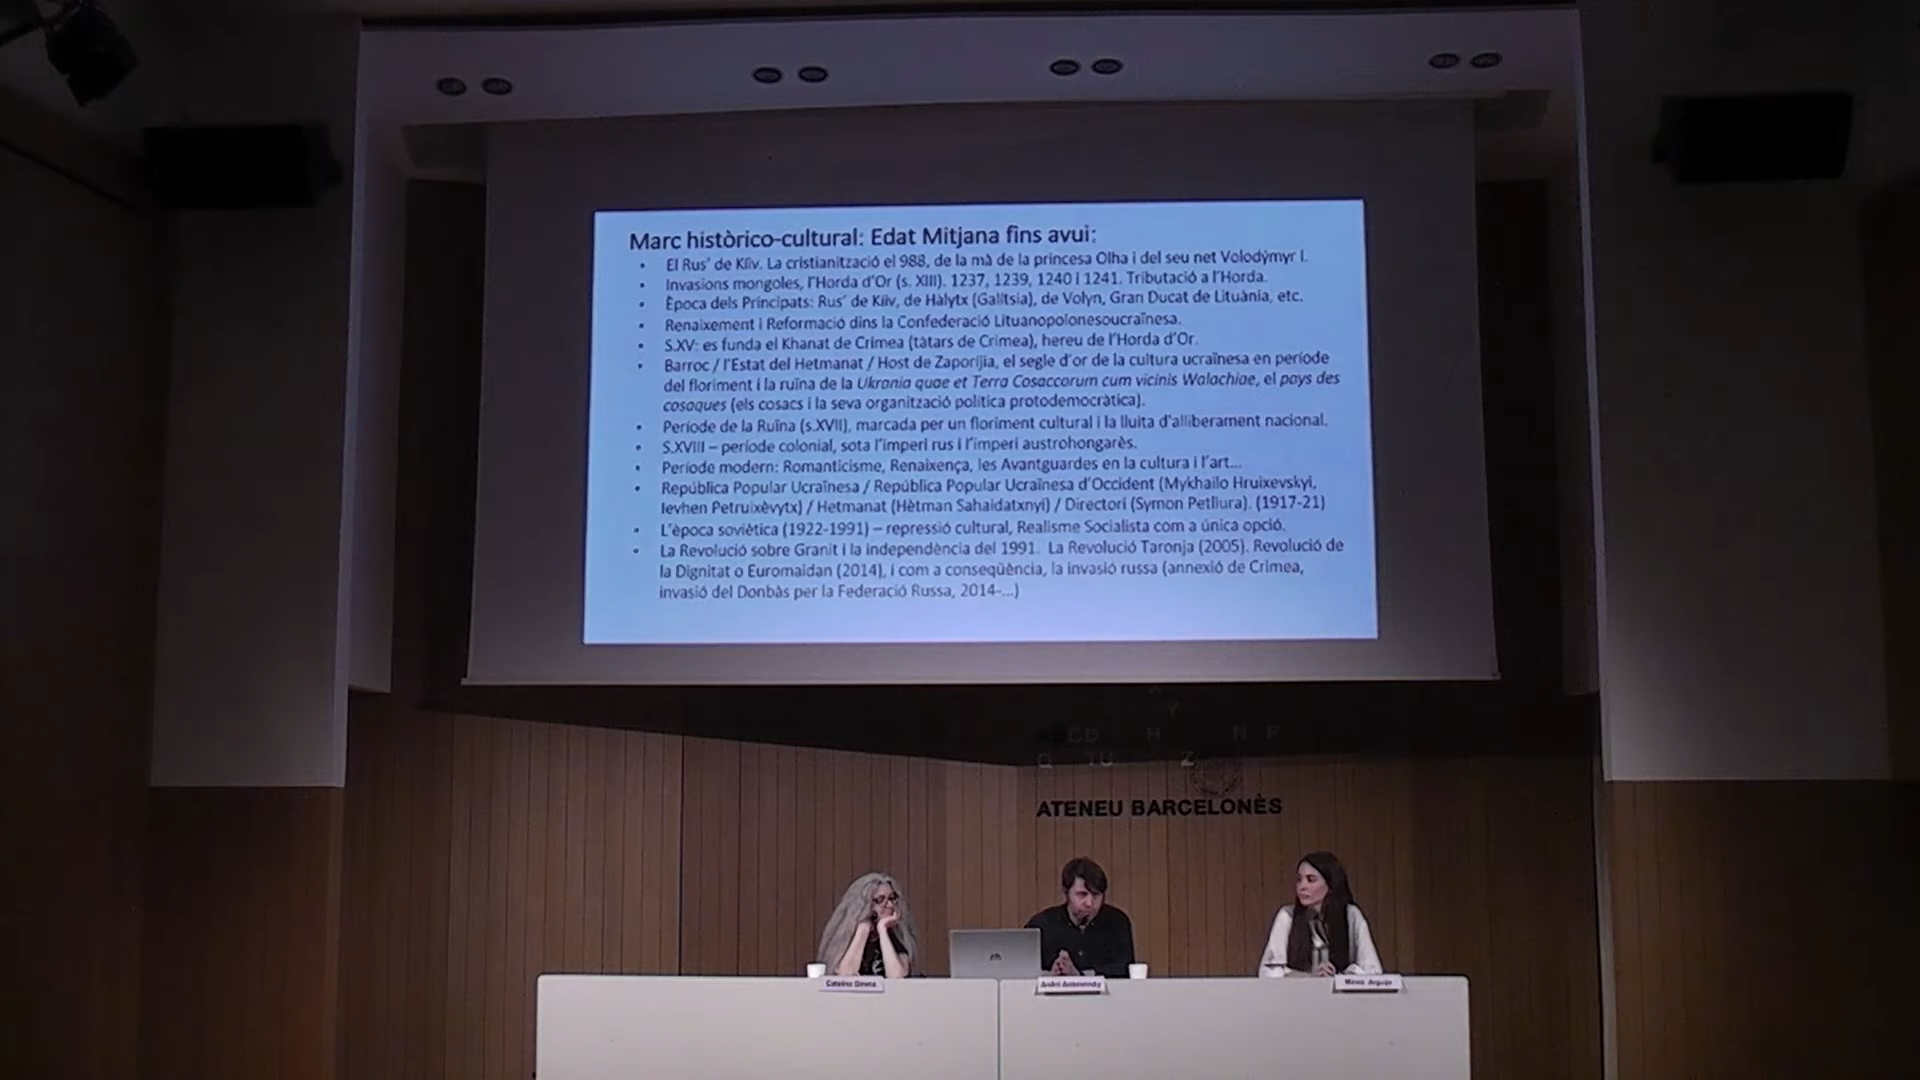 Marc històrico-cultural: Edat Mitjana fins avui:
• El Rus' de Kíiv. La cristianització el 988, de la mà de la princesa Olha i del seu net Volodýmyr I.
• Invasions mongoles, l'Horda d'Or (s. XIII). 1237, 1239, 1240 i 1241. Tributació a l'Horda.
• Època dels Principats: Rus' de Kíiv, de Hàlytx (Galítsia), de Volyn, Gran Ducat de Lituània, etc.
• Renaixement i Reformació dins la Confederació Lituanopolonesoucraïnesa.
• S.XV: es funda el Khanat de Crimea (tàtars de Crimea), hereu de l'Horda d'Or.
• Barroc / l'Estat del Hetmanat / Host de Zaporíjia, el segle d'or de la cultura ucraïnesa en període
del floriment i la ruïna de la Ukrania quae et Terra Cosaccorum cum vicinis Walachiae, el pays des
cosaques (els cosacs i la seva organització política protodemocràtica).
• Període de la Ruïna (s.XVII), marcada per un floriment cultural i la lluita d'alliberament nacional.
• S.XVIII – període colonial, sota l'imperi rus i l'imperi austrohongarès.
• Període modern: Romanticisme, Renaixença, les Avantguardes en la cultura i l'art...
• República Popular Ucraïnesa / República Popular Ucraïnesa d'Occident (Mykhailo Hruixevskyi,
Ievhen Petruixèvytx) / Hetmanat (Hètman Sahaidatxnyi) / Directori (Symon Petliura). (1917-21)
• L'època soviètica (1922-1991) – repressió cultural, Realisme Socialista com a única opció.
• La Revolució sobre Granit i la independència del 1991. La Revolució Taronja (2005). Revolució de
la Dignitat o Euromaidan (2014), i com a conseqüència, la invasió russa (annexió de Crimea,
invasió del Donbàs per la Federació Russa, 2014-...)
CD H N P
Q TU Z
ATENEU BARCELONÈS
Catalina Girona
Andrii Antonovskyi